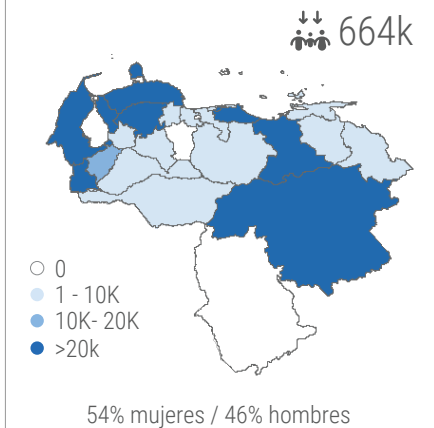 664k
0
1 - 10K
10K- 20K
>20k
54% mujeres / 46% hombres